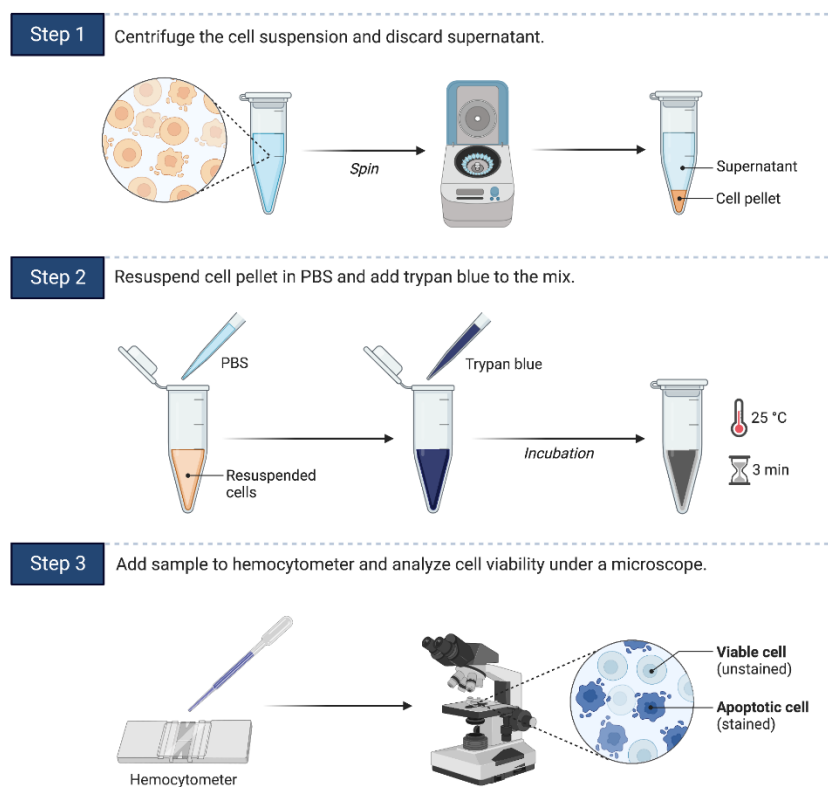 Step 1
Centrifuge the cell suspension and discard supernatant.
Spin
Supernatant
Cell pellet
Step 2
Resuspend cell pellet in PBS and add trypan blue to the mix.
PBS
Trypan blue
25 °C
Incubation
3 min
Resuspended
cells
Step 3
Add sample to hemocytometer and analyze cell viability under a microscope.
Viable cell
(unstained)
Apoptotic cell
(stained)
Hemocytometer